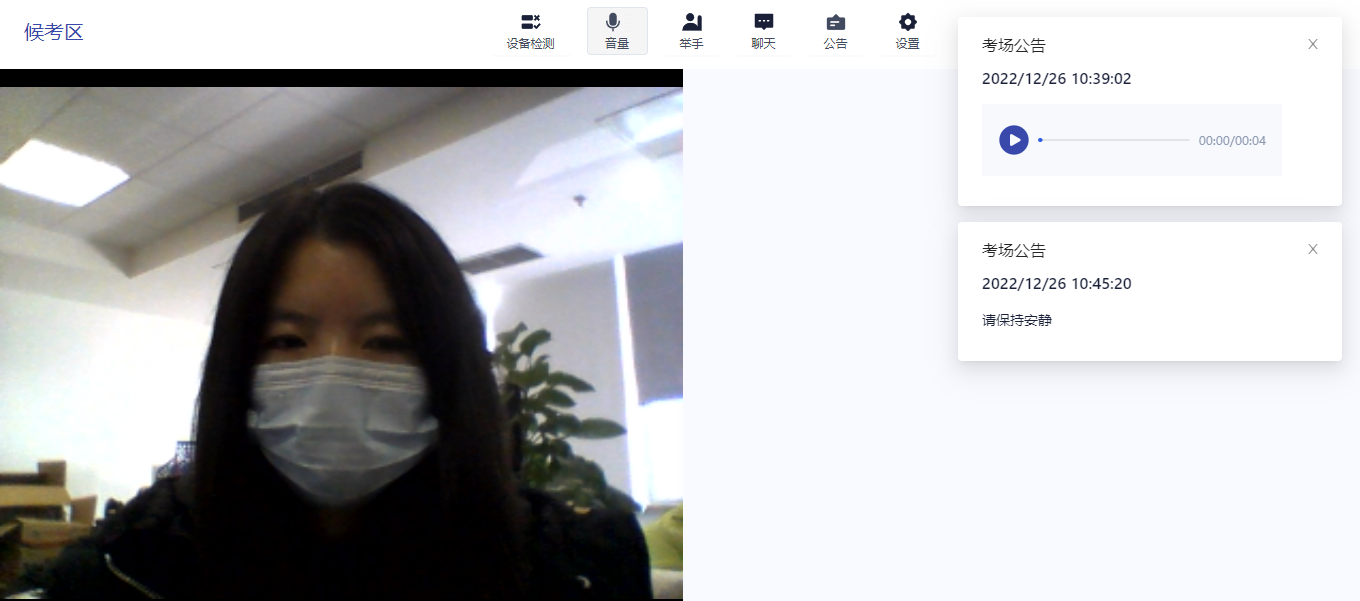 候考区
设备检测
音量
举手
聊天
公告
设置
考场公告
2022/12/26 10:39:02
00:00/00:04
考场公告
2022/12/26 10:45:20
请保持安静